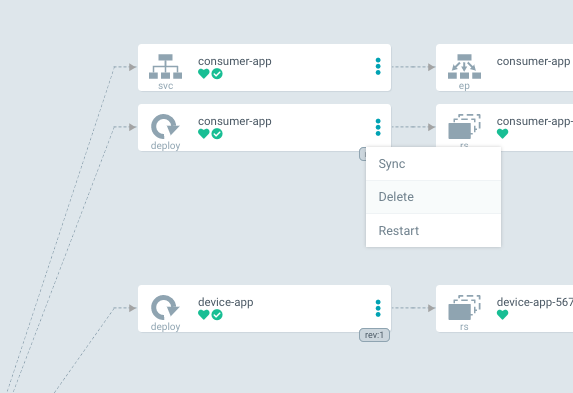 consumer-app
svc
consumer-app
ep
consumer-app
deploy
consumer-app-
rs
Sync
Delete
Restart
device-app
deploy
rev:1
device-app-567
rs